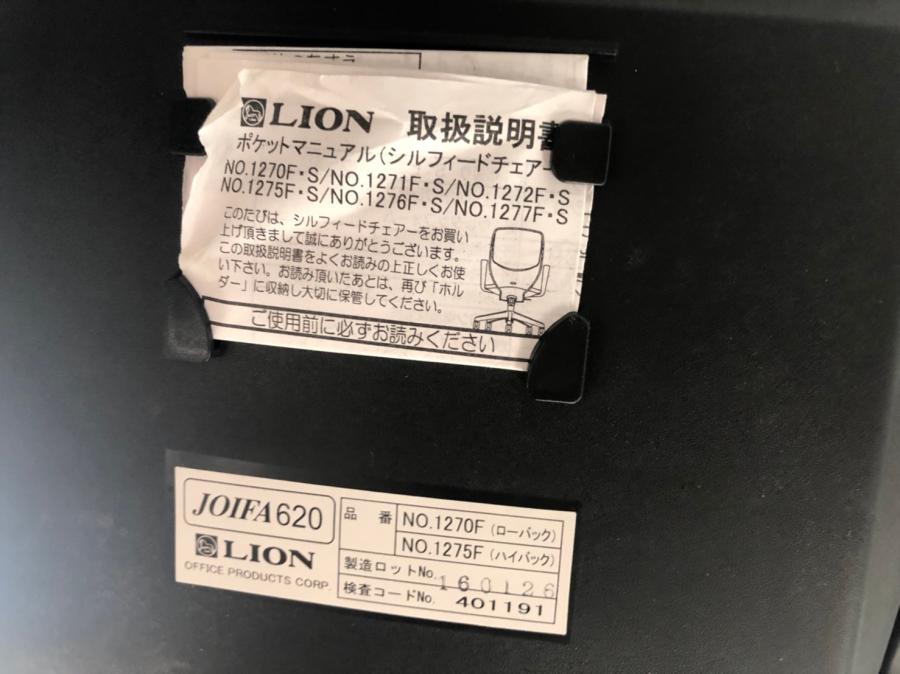 LION 取扱説明書
ポケットマニュアル(シルフィードチェアー
NO.1270F・S/NO.1271F・S/NO.1272F・S
NO.1275F・S/NO.1276F・S/NO.1277F・S
このたびは、シルフィードチェアーをお買い
上げ頂きまして誠にありがとうございます。
この取扱説明書をよくお読みの上正しくお使
い下さい。お読み頂いたあとは、再び「ホル
ダー」に収納し大切に保管してください。
ご使用前に必ずお読みください
JOIFA620
LION
OFFICE PRODUCTS CORP.
品番 NO.1270F (ローバック)
NO.1275F (ハイバック)
製造ロットNo. 160126
検査コードNo. 401191